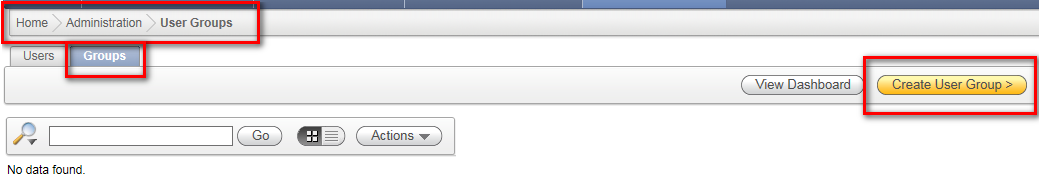 Home Administration User Groups
Users Groups
View Dashboard Create User Group >
Go Actions
No data found.